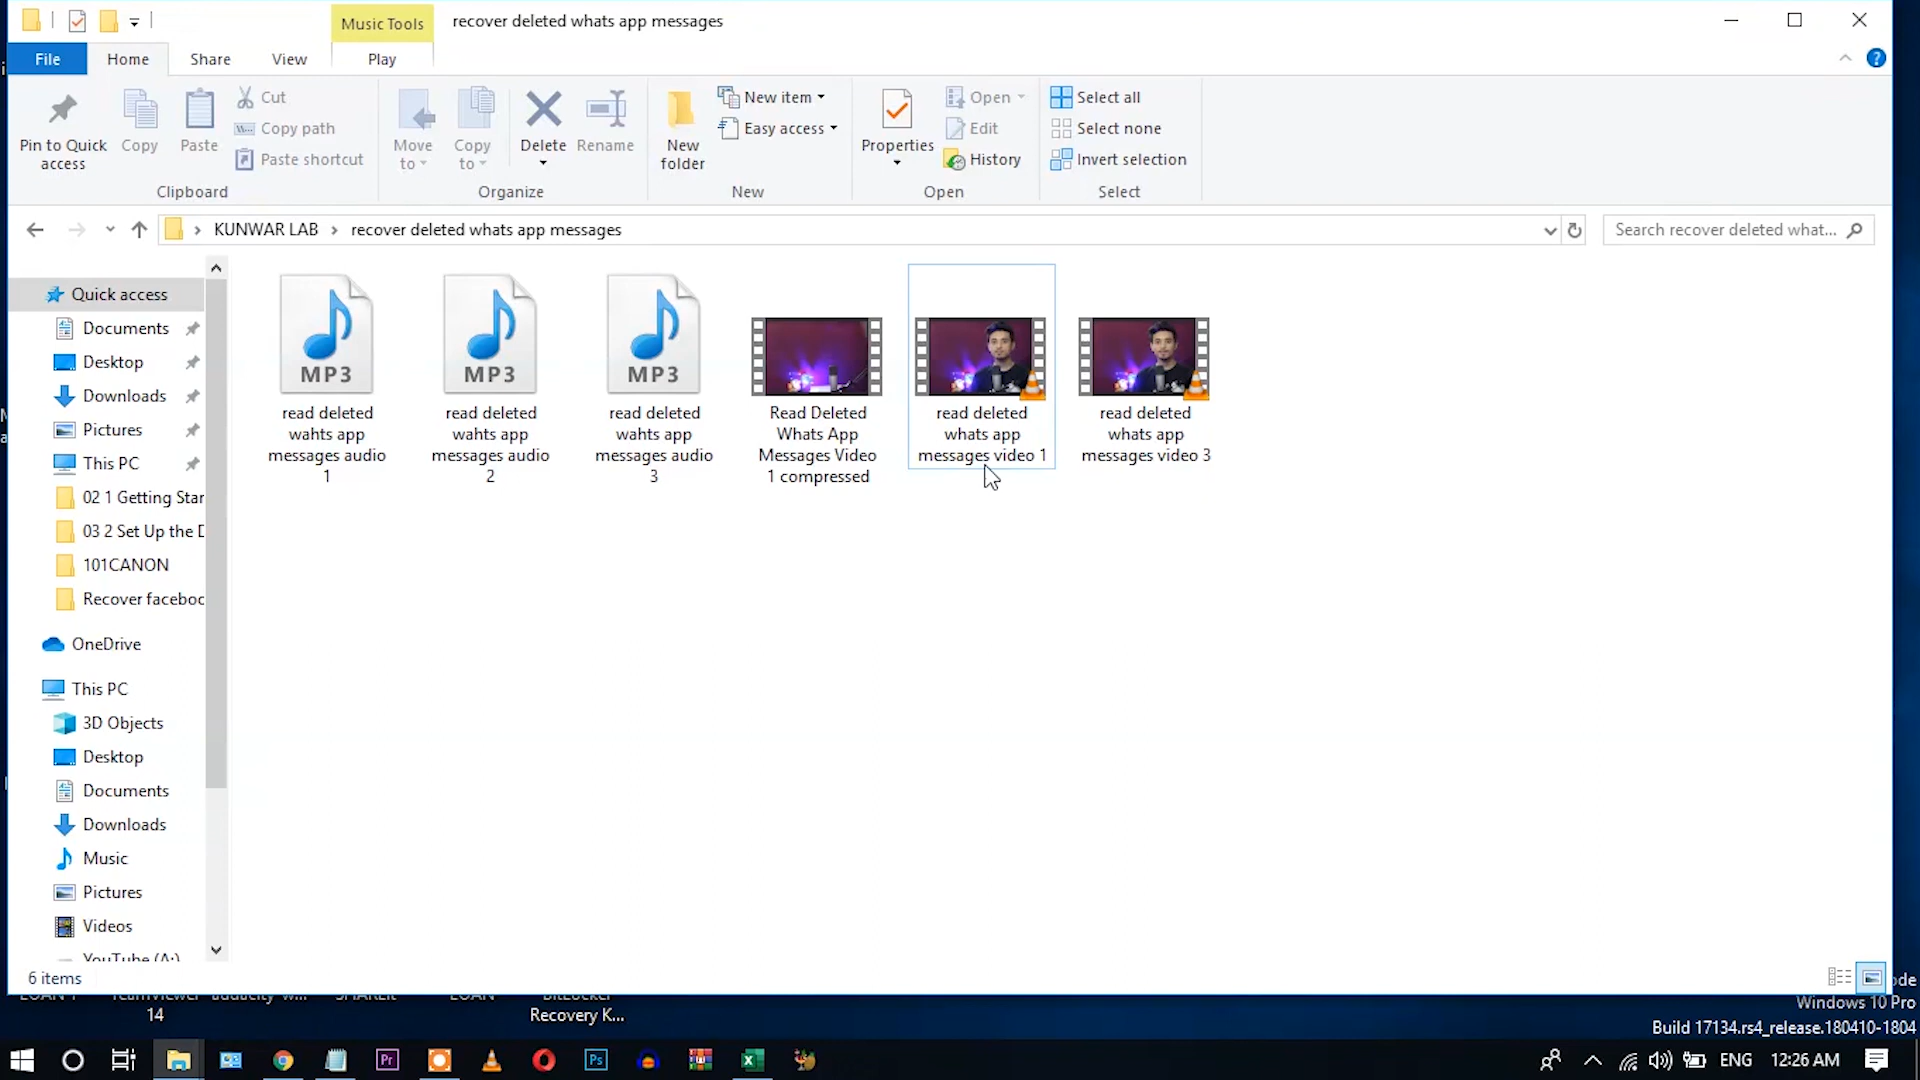 Music Tools
recover deleted whats app messages
File
Home
Share
View
Play
Pin to Quick access
Copy
Paste
Cut
Copy path
Paste shortcut
Clipboard
Move to
Copy to
Delete
Rename
Organize
New folder
New item
Easy access
New
Properties
Open
Edit
History
Open
Select all
Select none
Invert selection
Select
KUNWAR LAB
recover deleted whats app messages
Search recover deleted what...
Quick access
Documents
Desktop
Downloads
Pictures
This PC
02 1 Getting Star
03 2 Set Up the D
101CANON
Recover faceboo
OneDrive
This PC
3D Objects
Desktop
Documents
Downloads
Music
Pictures
Videos
YouTube (A:)
MP3
read deleted
wahts app
messages audio
1
MP3
read deleted
wahts app
messages audio
2
MP3
read deleted
wahts app
messages audio
3
Read Deleted
Whats App
Messages Video
1 compressed
read deleted
whats app
messages video 1
read deleted
whats app
messages video 3
6 items
14
Recovery K...
ode
Windows 10 Pro
Build 17134.rs4_release.180410-1804
Pr
Ps
ENG
12:26 AM